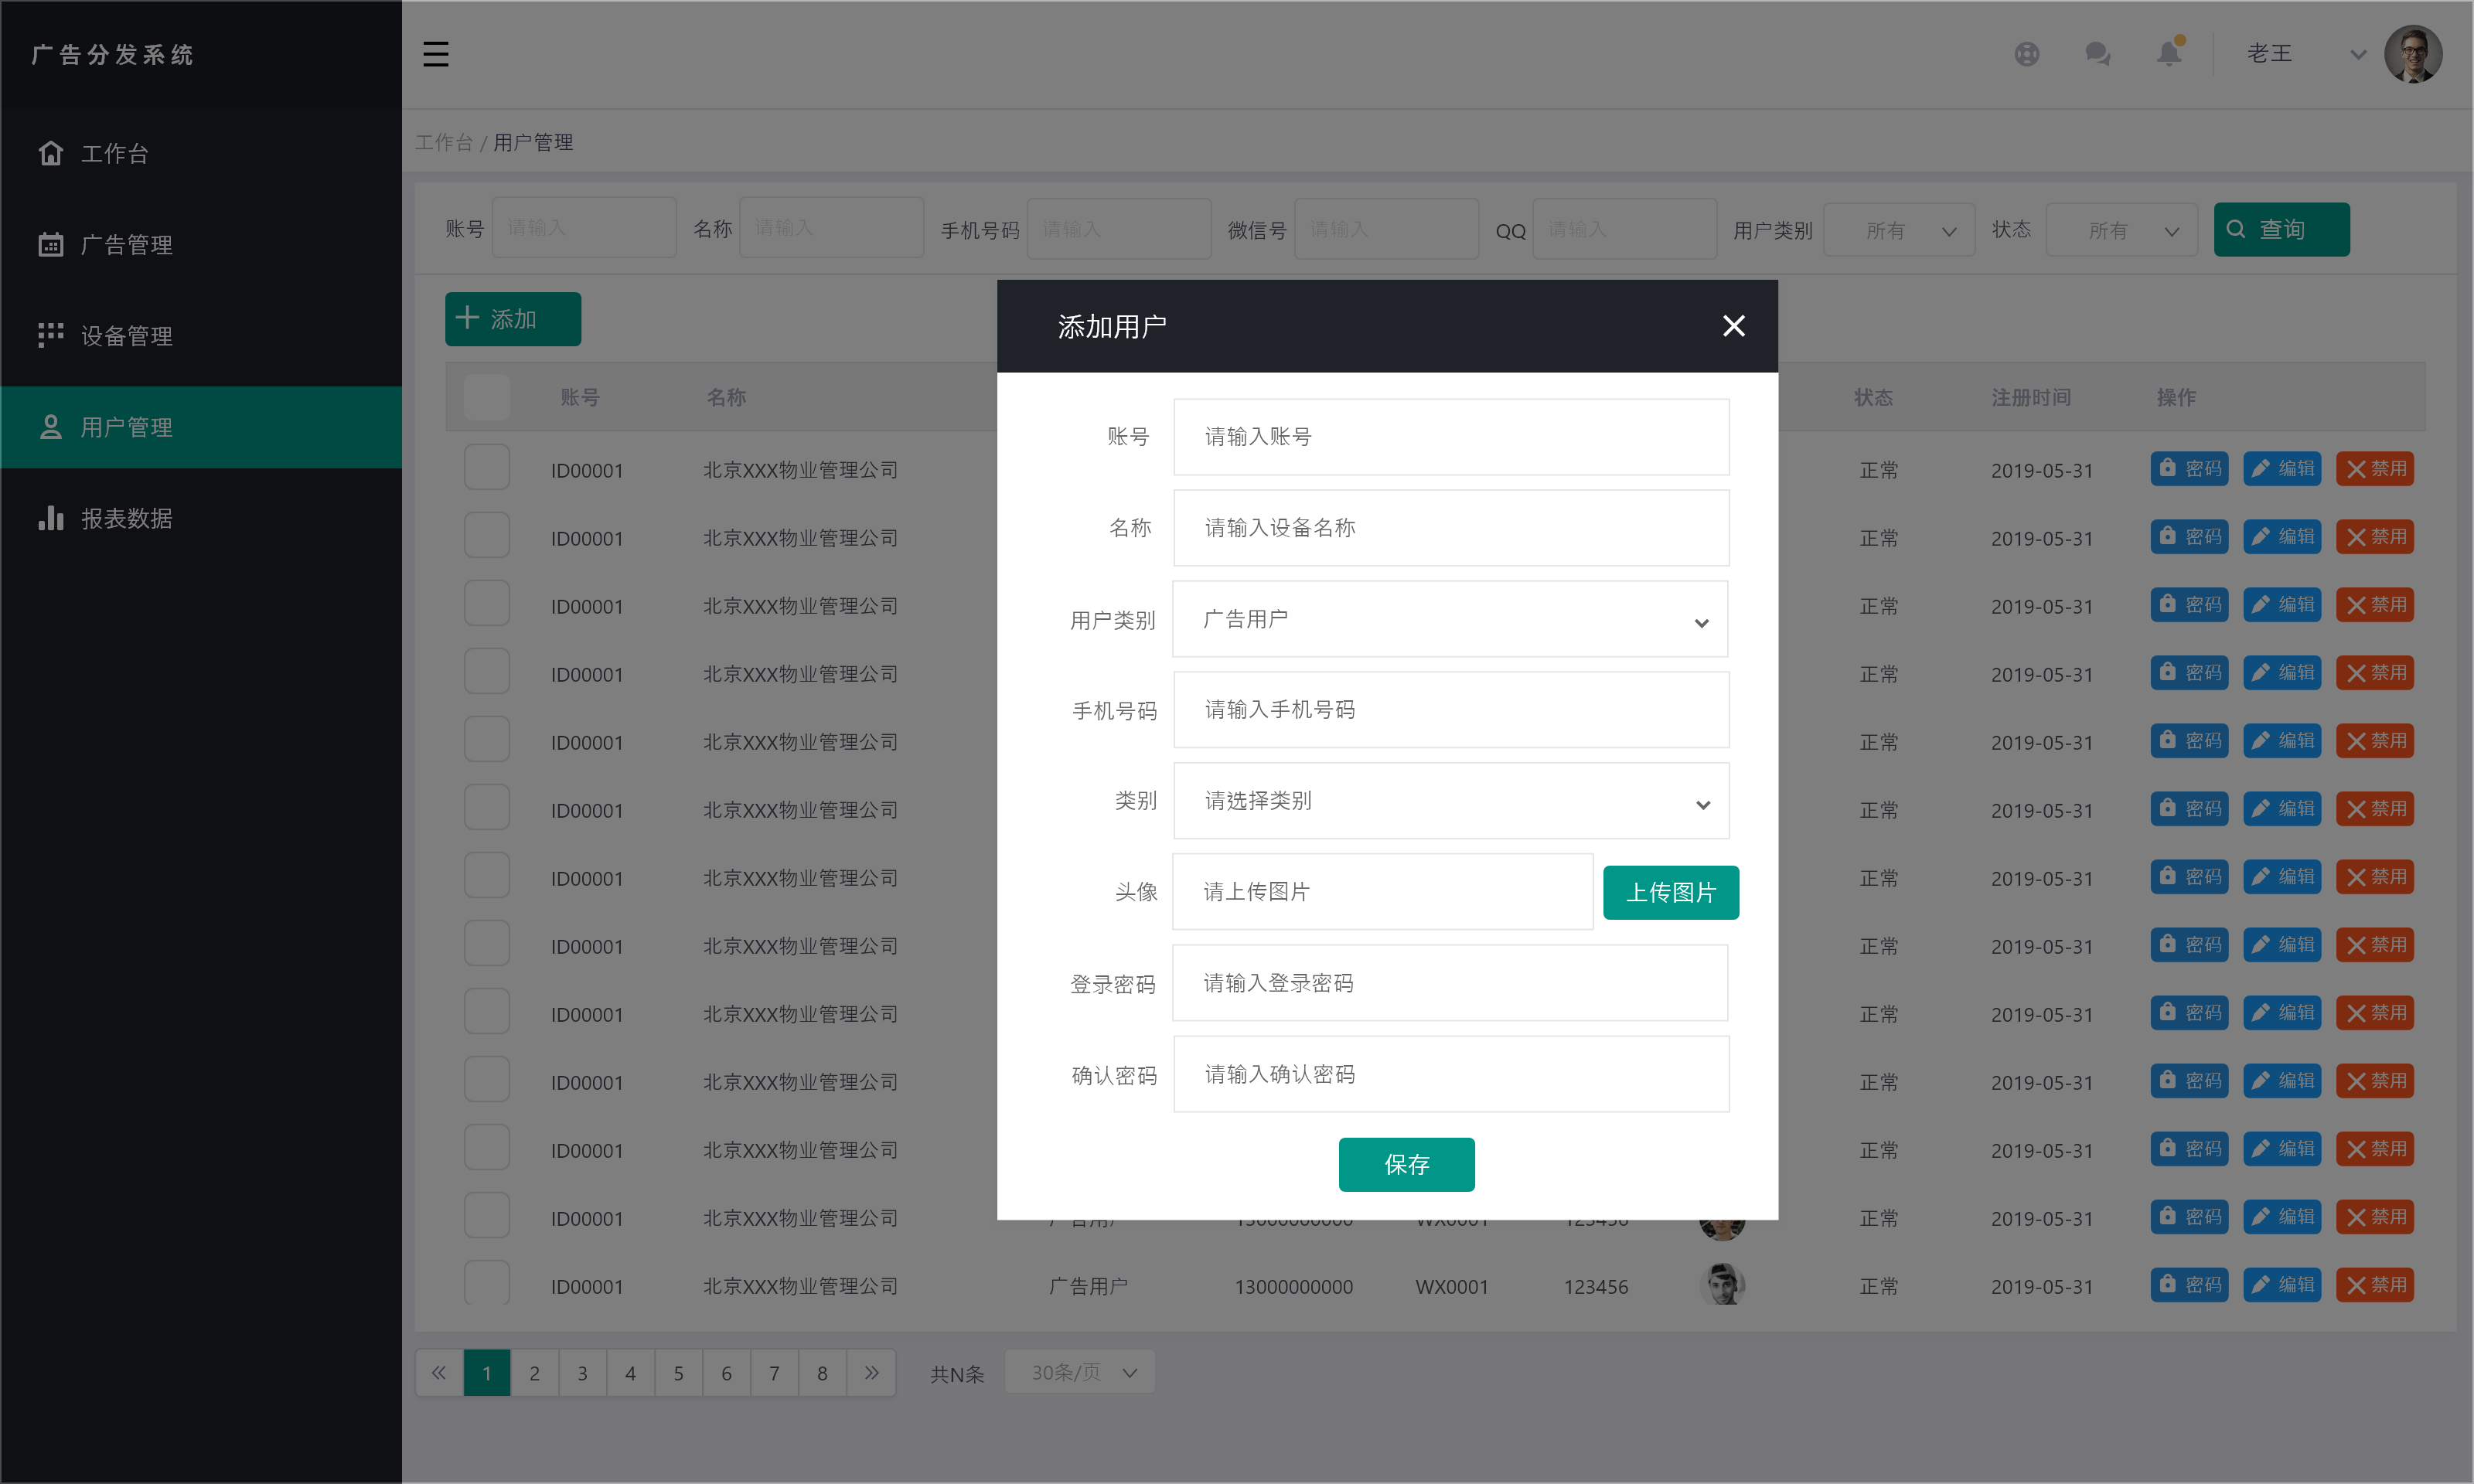 广告分发系统
老王
工作台
广告管理
设备管理
用户管理
报表数据
工作台 / 用户管理
账号 请输入 名称 请输入 手机号码 请输入 微信号 请输入 QQ 请输入 用户类别 所有 状态 所有 查询
添加
账号 名称 状态 注册时间 操作
ID00001 北京XXX物业管理公司 正常 2019-05-31 密码 编辑 禁用
ID00001 北京XXX物业管理公司 正常 2019-05-31 密码 编辑 禁用
ID00001 北京XXX物业管理公司 正常 2019-05-31 密码 编辑 禁用
ID00001 北京XXX物业管理公司 正常 2019-05-31 密码 编辑 禁用
ID00001 北京XXX物业管理公司 正常 2019-05-31 密码 编辑 禁用
ID00001 北京XXX物业管理公司 正常 2019-05-31 密码 编辑 禁用
ID00001 北京XXX物业管理公司 正常 2019-05-31 密码 编辑 禁用
ID00001 北京XXX物业管理公司 正常 2019-05-31 密码 编辑 禁用
ID00001 北京XXX物业管理公司 正常 2019-05-31 密码 编辑 禁用
ID00001 北京XXX物业管理公司 正常 2019-05-31 密码 编辑 禁用
ID00001 北京XXX物业管理公司 正常 2019-05-31 密码 编辑 禁用
ID00001 北京XXX物业管理公司 广告用户 13000000000 WX0001 123456 正常 2019-05-31 密码 编辑 禁用
ID00001 北京XXX物业管理公司 广告用户 13000000000 WX0001 123456 正常 2019-05-31 密码 编辑 禁用
« 1 2 3 4 5 6 7 8 » 共N条 30条/页
添加用户
账号 请输入账号
名称 请输入设备名称
用户类别 广告用户
手机号码 请输入手机号码
类别 请选择类别
头像 请上传图片 上传图片
登录密码 请输入登录密码
确认密码 请输入确认密码
保存